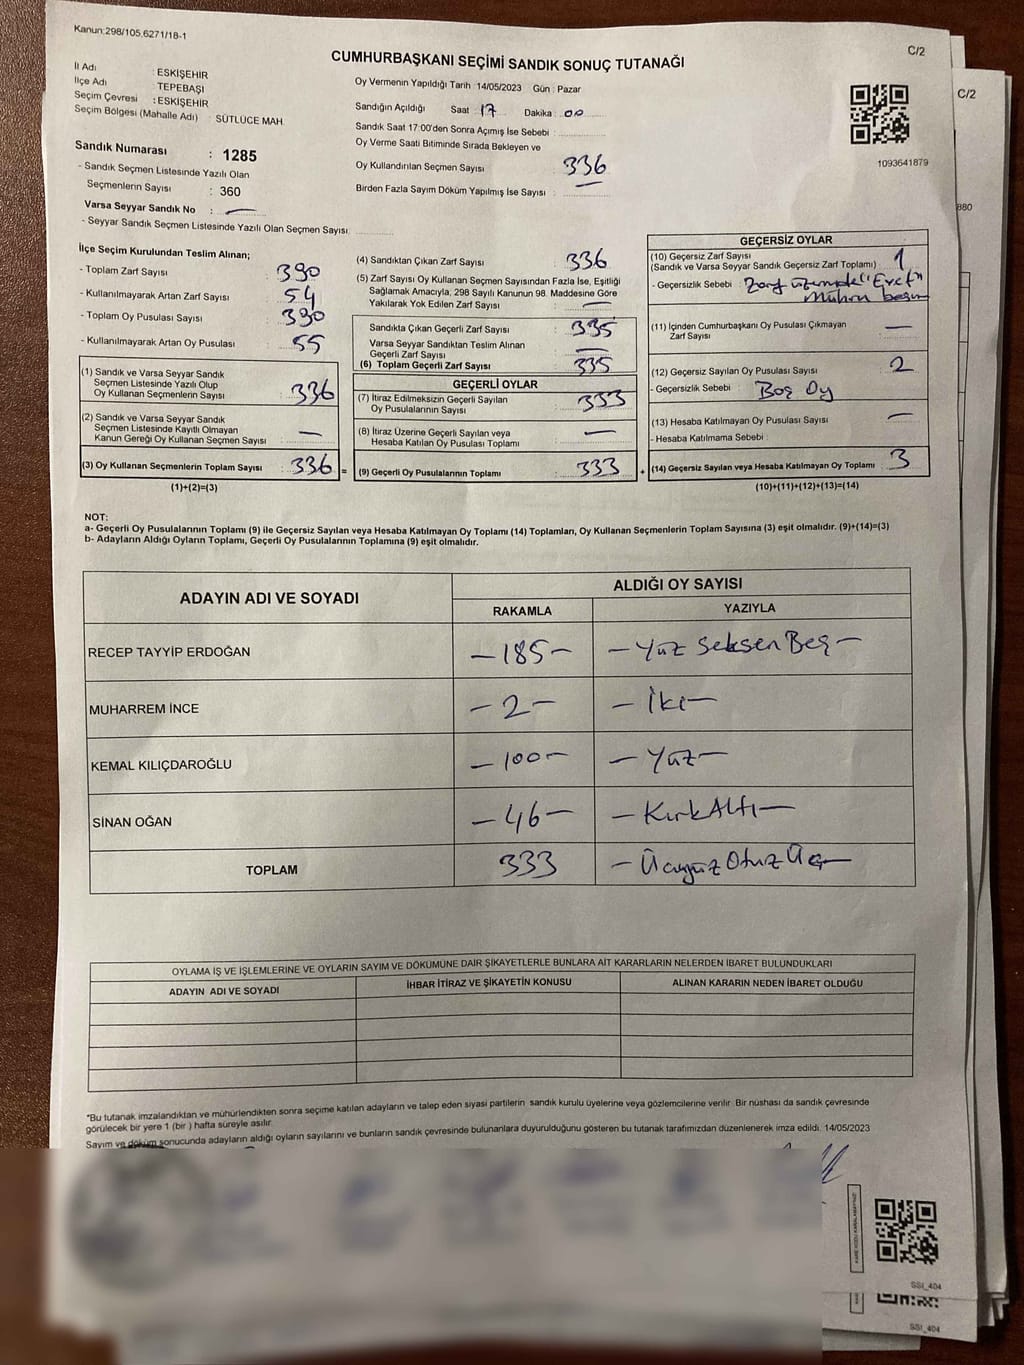 Kanun:298/105,6271/18-1
C/2
CUMHURBAŞKANI SEÇİMİ SANDIK SONUÇ TUTANAĞI
C/2
İl Adı : ESKİŞEHİR
İlçe Adı : TEPEBAŞI
Seçim Çevresi : ESKİŞEHİR
Seçim Bölgesi (Mahalle Adı) : SÜTLÜCE MAH
Oy Vermenin Yapıldığı Tarih :14/05/2023 Gün : Pazar
Sandığın Açıldığı Saat : 17 Dakika : 00
Sandık Saat 17:00'den Sonra Açımış İse Sebebi :
Oy Verme Saati Bitiminde Sırada Bekleyen ve
Oy Kullandırılan Seçmen Sayısı : 336
Birden Fazla Sayım Döküm Yapılmış İse Sayısı :
1093641879
880
Sandık Numarası : 1285
- Sandık Seçmen Listesinde Yazılı Olan
Seçmenlerin Sayısı : 360
Varsa Seyyar Sandık No : —
- Seyyar Sandık Seçmen Listesinde Yazılı Olan Seçmen Sayısı:
İlçe Seçim Kurulundan Teslim Alınan;
- Toplam Zarf Sayısı : 390
- Kullanılmayarak Artan Zarf Sayısı : 54
- Toplam Oy Pusulası Sayısı : 390
- Kullanılmayarak Artan Oy Pusulası : 55
(1) Sandık ve Varsa Seyyar Sandık
Seçmen Listesinde Yazılı Olup
Oy Kullanan Seçmenlerin Sayısı : 336
(2) Sandık ve Varsa Seyyar Sandık
Seçmen Listesinde Kayıtlı Olmayan
Kanun Gereği Oy Kullanan Seçmen Sayısı : —
(3) Oy Kullanan Seçmenlerin Toplam Sayısı : 336 =
(1)+(2)=(3)
(4) Sandıktan Çıkan Zarf Sayısı : 336
(5) Zarf Sayısı Oy Kullanan Seçmen Sayısından Fazla İse, Eşitliği
Sağlamak Amacıyla, 298 Sayılı Kanunun 98. Maddesine Göre
Yakılarak Yok Edilen Zarf Sayısı : —
Sandıkta Çıkan Geçerli Zarf Sayısı : 335
Varsa Seyyar Sandıktan Teslim Alınan
Geçerli Zarf Sayısı : —
(6) Toplam Geçerli Zarf Sayısı : 335
GEÇERLİ OYLAR
(7) İtiraz Edilmeksizin Geçerli Sayılan
Oy Pusulalarının Sayısı : 333
(8) İtiraz Üzerine Geçerli Sayılan veya
Hesaba Katılan Oy Pusulası Toplamı : —
(9) Geçerli Oy Pusulalarının Toplamı : 333 +
GEÇERSİZ OYLAR
(10) Geçersiz Zarf Sayısı
(Sandık ve Varsa Seyyar Sandık Geçersiz Zarf Toplamı) : 1
- Geçersizlik Sebebi : Zarf üzerinde "Evet"
Mührü basın
(11) İçinden Cumhurbaşkanı Oy Pusulası Çıkmayan
Zarf Sayısı : —
(12) Geçersiz Sayılan Oy Pusulası Sayısı : 2
- Geçersizlik Sebebi : Boş Oy
(13) Hesaba Katılmayan Oy Pusulası Sayısı : —
- Hesaba Katılmama Sebebi :
(14) Geçersiz Sayılan veya Hesaba Katılmayan Oy Toplamı : 3
(10)+(11)+(12)+(13)=(14)
NOT:
a- Geçerli Oy Pusulalarının Toplamı (9) ile Geçersiz Sayılan veya Hesaba Katılmayan Oy Toplamı (14) Toplamları, Oy Kullanan Seçmenlerin Toplam Sayısına (3) eşit olmalıdır. (9)+(14)=(3)
b- Adayların Aldığı Oyların Toplamı, Geçerli Oy Pusulalarının Toplamına (9) eşit olmalıdır.
ADAYIN ADI VE SOYADI ALDIĞI OY SAYISI
RAKAMLA YAZIYLA
RECEP TAYYİP ERDOĞAN —185— —Yüz Seksen Beş—
MUHARREM İNCE —2— —İki—
KEMAL KILIÇDAROĞLU —100— —Yüz—
SİNAN OĞAN —46— —Kırk Altı—
TOPLAM 333 —Üçyüz Otuz Üç—
OYLAMA İŞ VE İŞLEMLERİNE VE OYLARIN SAYIM VE DÖKÜMÜNE DAİR ŞİKAYETLERLE BUNLARA AİT KARARLARIN NELERDEN İBARET BULUNDUKLARI
ADAYIN ADI VE SOYADI İHBAR İTİRAZ VE ŞİKAYETİN KONUSU ALINAN KARARIN NEDEN İBARET OLDUĞU
*Bu tutanak imzalandıktan ve mühürlendikten sonra seçime katılan adayların ve talep eden siyasi partilerin sandık kurulu üyelerine veya gözlemcilerine verilir. Bir nüshası da sandık çevresinde
görülecek bir yere 1 (bir ) hafta süreyle asılır.
Sayım ve döküm sonucunda adayların aldığı oyların sayılarını ve bunların sandık çevresinde bulunanlara duyurulduğunu gösteren bu tutanak tarafımızdan düzenlenerek imza edildi. 14/05/2023
SSI_404
SSI_404